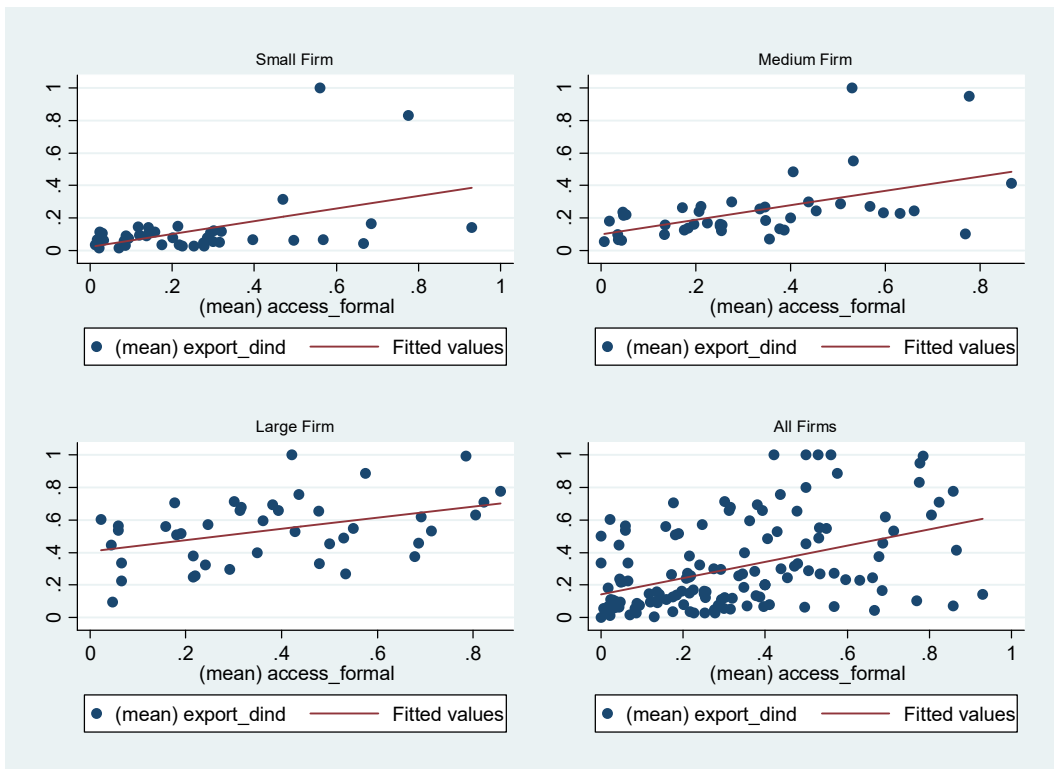 Small Firm
1
.8
.6
.4
.2
0
0 .2 .4 .6 .8 1
(mean) access_formal
(mean) export_dind Fitted values
Medium Firm
1
.8
.6
.4
.2
0
0 .2 .4 .6 .8
(mean) access_formal
(mean) export_dind Fitted values
Large Firm
1
.8
.6
.4
.2
0
0 .2 .4 .6 .8
(mean) access_formal
(mean) export_dind Fitted values
All Firms
1
.8
.6
.4
.2
0
0 .2 .4 .6 .8 1
(mean) access_formal
(mean) export_dind Fitted values